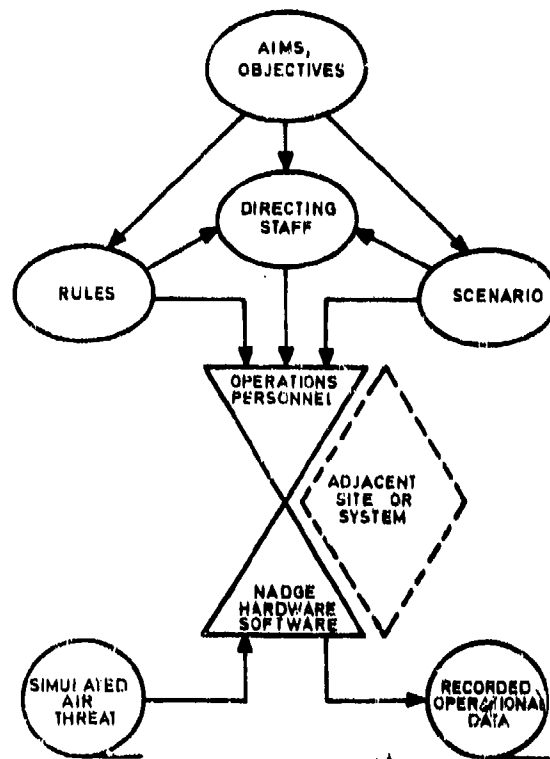 AIMS,
OBJECTIVES
DIRECTING
STAFF
RULES
SCENARIO
OPERATIONS
PERSONNEL
ADJACENT
SITE OR
SYSTEM
NADGE
HARDWARE
SOFTWARE
SIMULATED
AIR
THREAT
RECORDED
OPERATIONAL
DATA